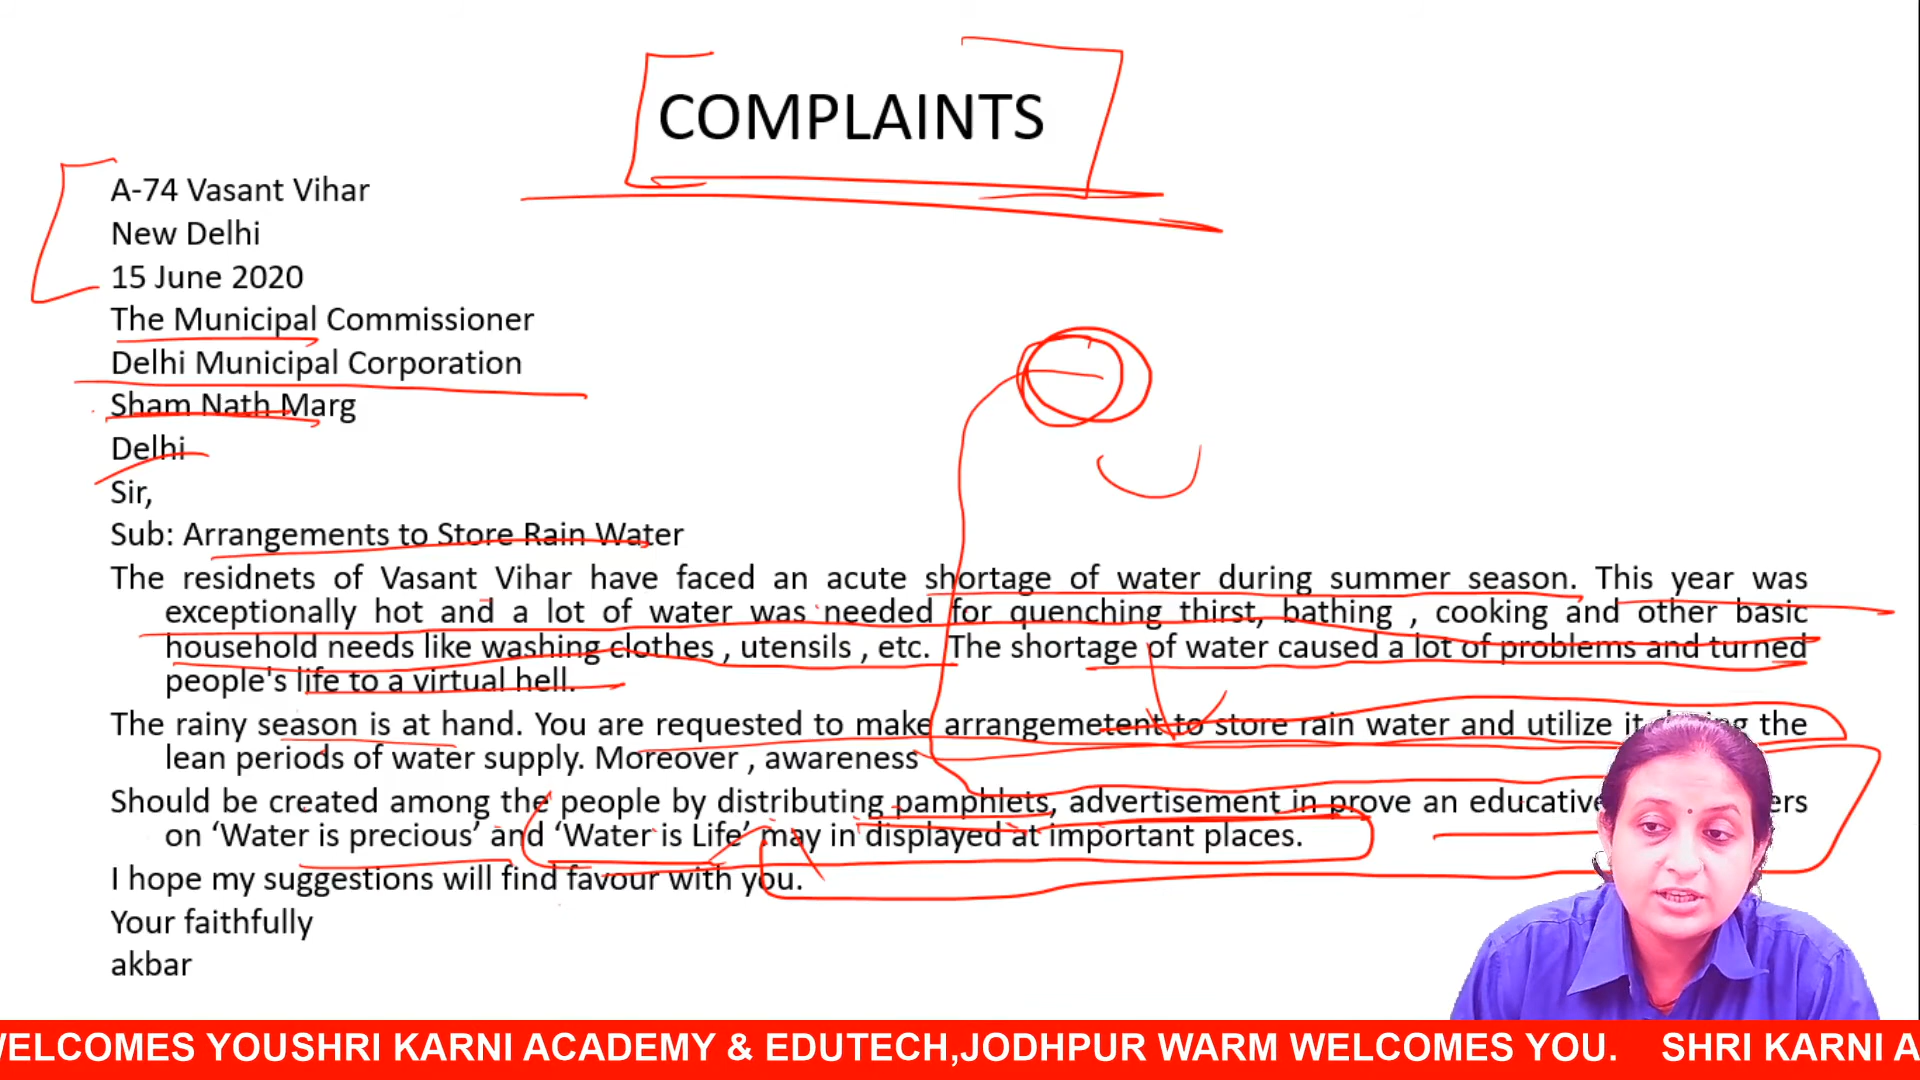 COMPLAINTS
A-74 Vasant Vihar
New Delhi
15 June 2020
The Municipal Commissioner
Delhi Municipal Corporation
Sham Nath Marg
Delhi
Sir,
Sub: Arrangements to Store Rain Water
The residnets of Vasant Vihar have faced an acute shortage of water during summer season. This year was
exceptionally hot and a lot of water was needed for quenching thirst, bathing , cooking and other basic
household needs like washing clothes , utensils , etc. The shortage of water caused a lot of problems and turned
people's life to a virtual hell.
The rainy season is at hand. You are requested to make arrangemetent to store rain water and utilize it during the
lean periods of water supply. Moreover , awareness
Should be created among the people by distributing pamphlets, advertisement in prove an educative
on ‘Water is precious’ and ‘Water is Life’ may in displayed at important places.
I hope my suggestions will find favour with you.
Your faithfully
akbar
WELCOMES YOUSHRI KARNI ACADEMY & EDUTECH,JODHPUR WARM WELCOMES YOU. SHRI KARNI A